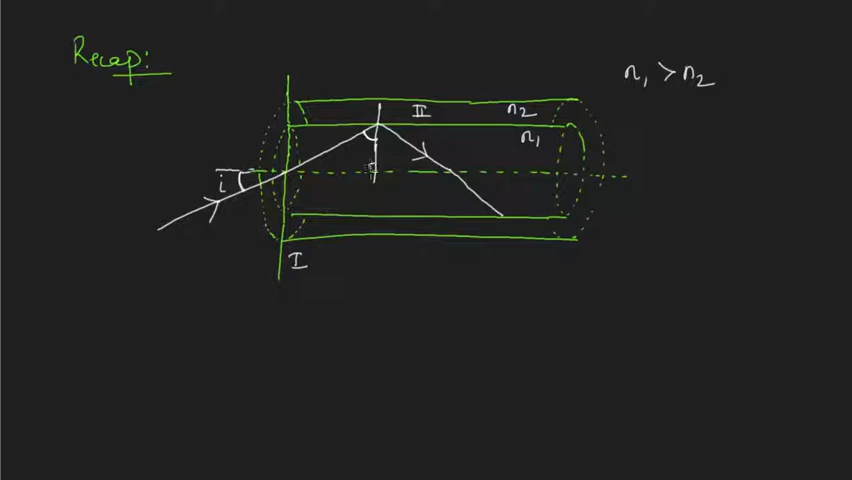 Recap:
n₁ > n₂
II
n₂
n₁
i
I